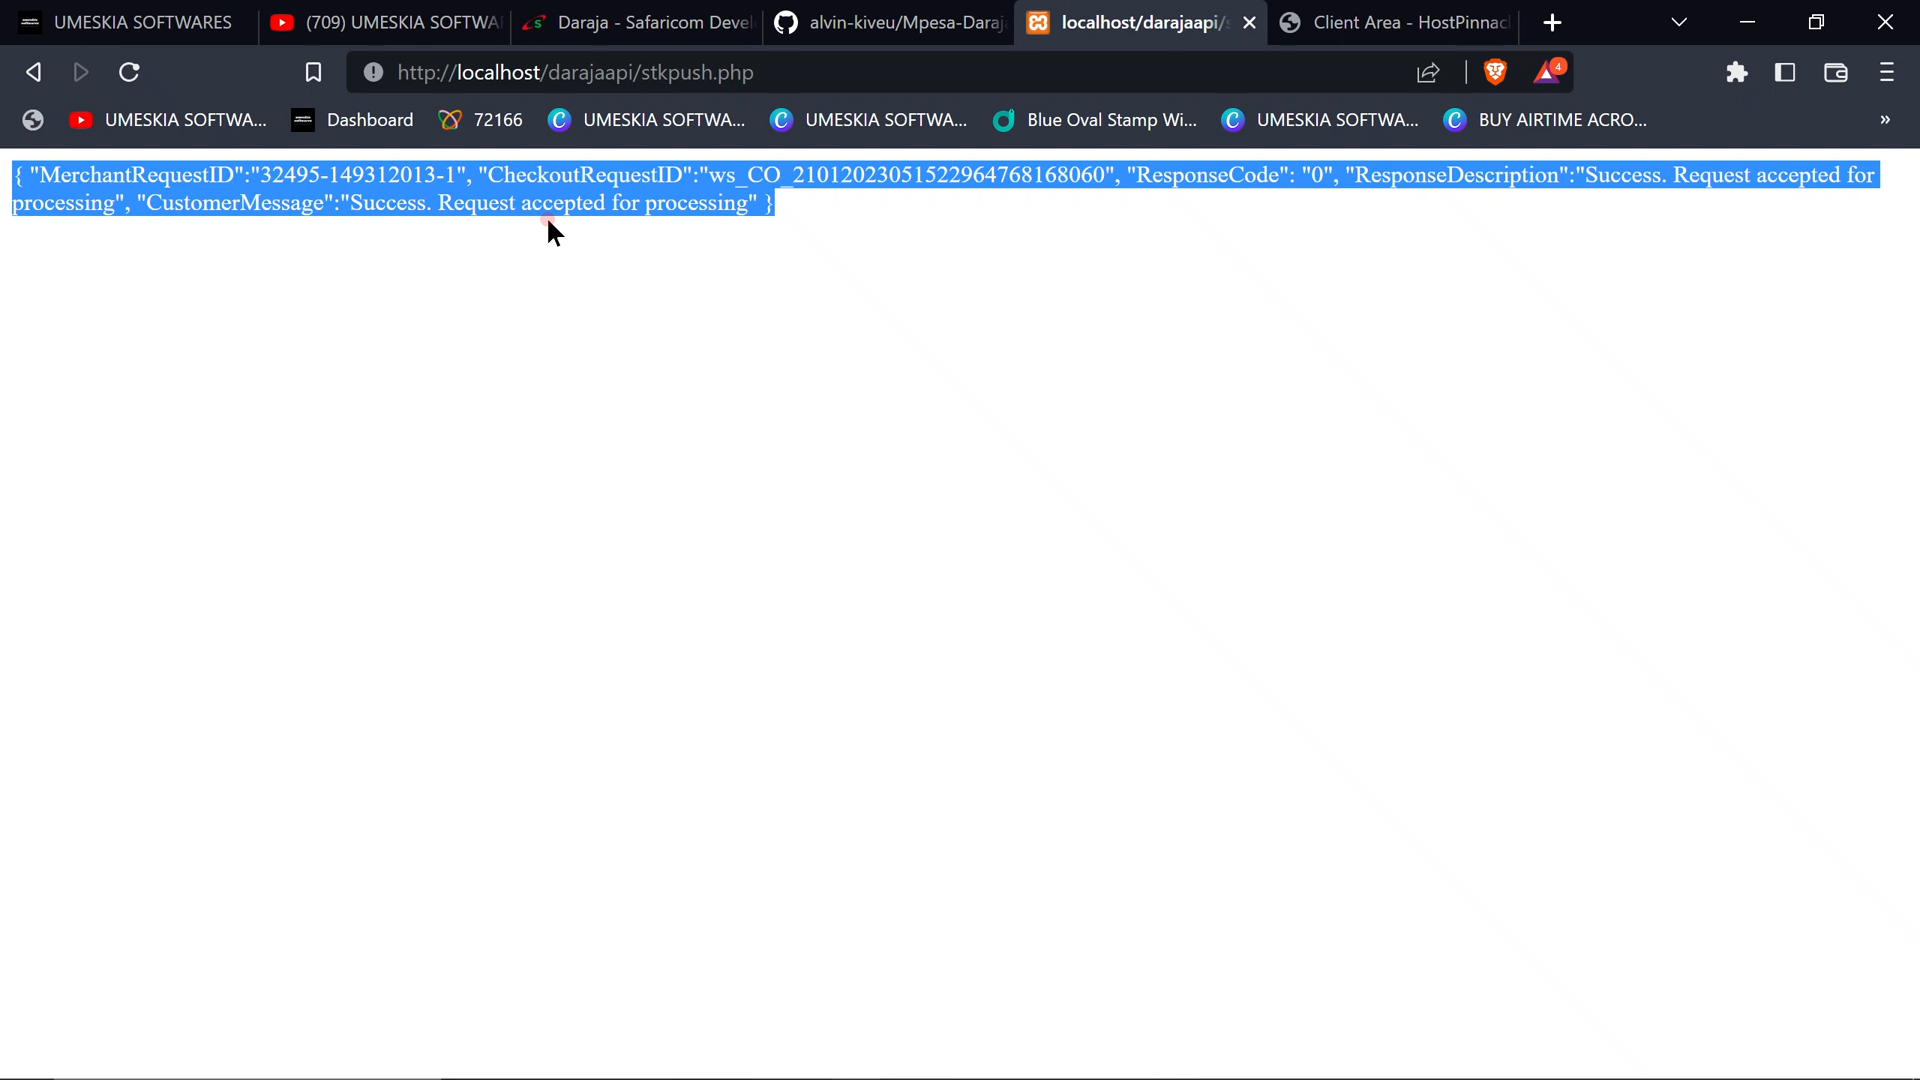 UMESKIA SOFTWARES
(709) UMESKIA SOFTWA
Daraja - Safaricom Devel
alvin-kiveu/Mpesa-Daraj
localhost/darajaapi/s
Client Area - HostPinnacl
http://localhost/darajaapi/stkpush.php
4
UMESKIA SOFTWA...
Dashboard
72166
UMESKIA SOFTWA...
UMESKIA SOFTWA...
Blue Oval Stamp Wi...
UMESKIA SOFTWA...
BUY AIRTIME ACRO...
»
{ "MerchantRequestID":"32495-149312013-1", "CheckoutRequestID":"ws_CO_21012023051522964768168060", "ResponseCode": "0", "ResponseDescription":"Success. Request accepted for
processing", "CustomerMessage":"Success. Request accepted for processing" }